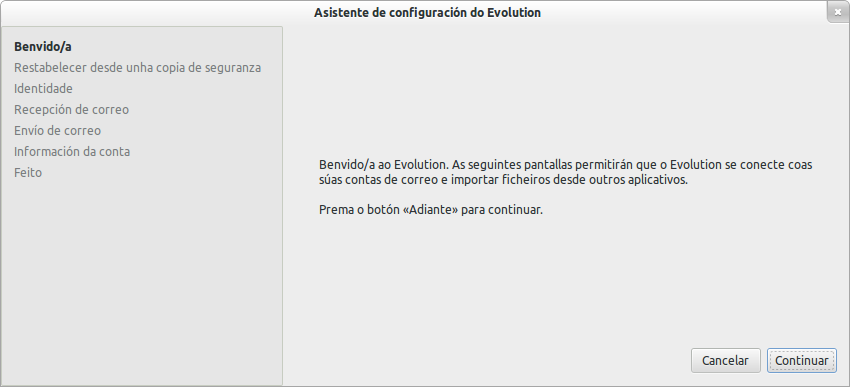 Asistente de configuración do Evolution
Benvido/a
Restabelecer desde unha copia de seguranza
Identidade
Recepción de correo
Envío de correo
Información da conta
Feito
Benvido/a ao Evolution. As seguintes pantallas permitirán que o Evolution se conecte coas
súas contas de correo e importar ficheiros desde outros aplicativos.
Prema o botón «Adiante» para continuar.
Cancelar
Continuar